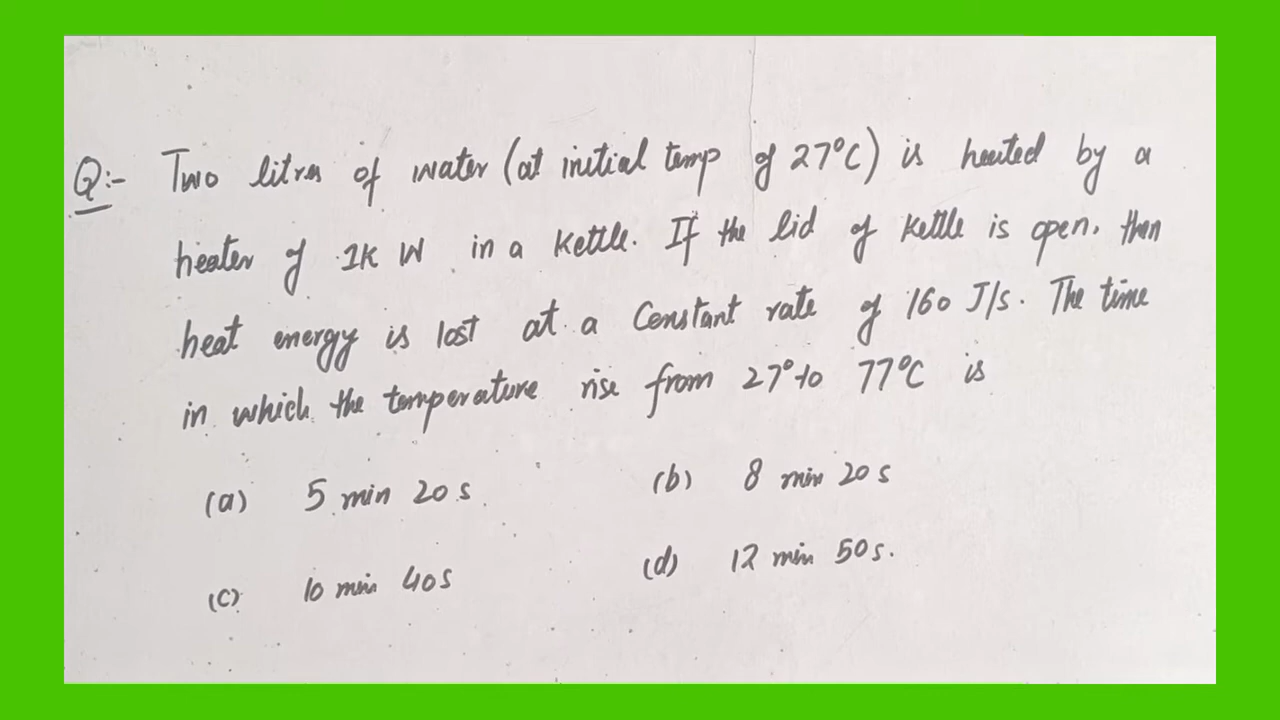 Q:- Two litres of water (at initial temp of 27°C) is heated by a
heater of 1K W in a Kettle. If the lid of Kettle is open, then
heat energy is lost at a Constant rate of 160 J/s. The time
in which the temperature rise from 27° to 77°C is
(a) 5 min 20 s. (b) 8 min 20 s
(c) 10 min 40s (d) 12 min 50s.